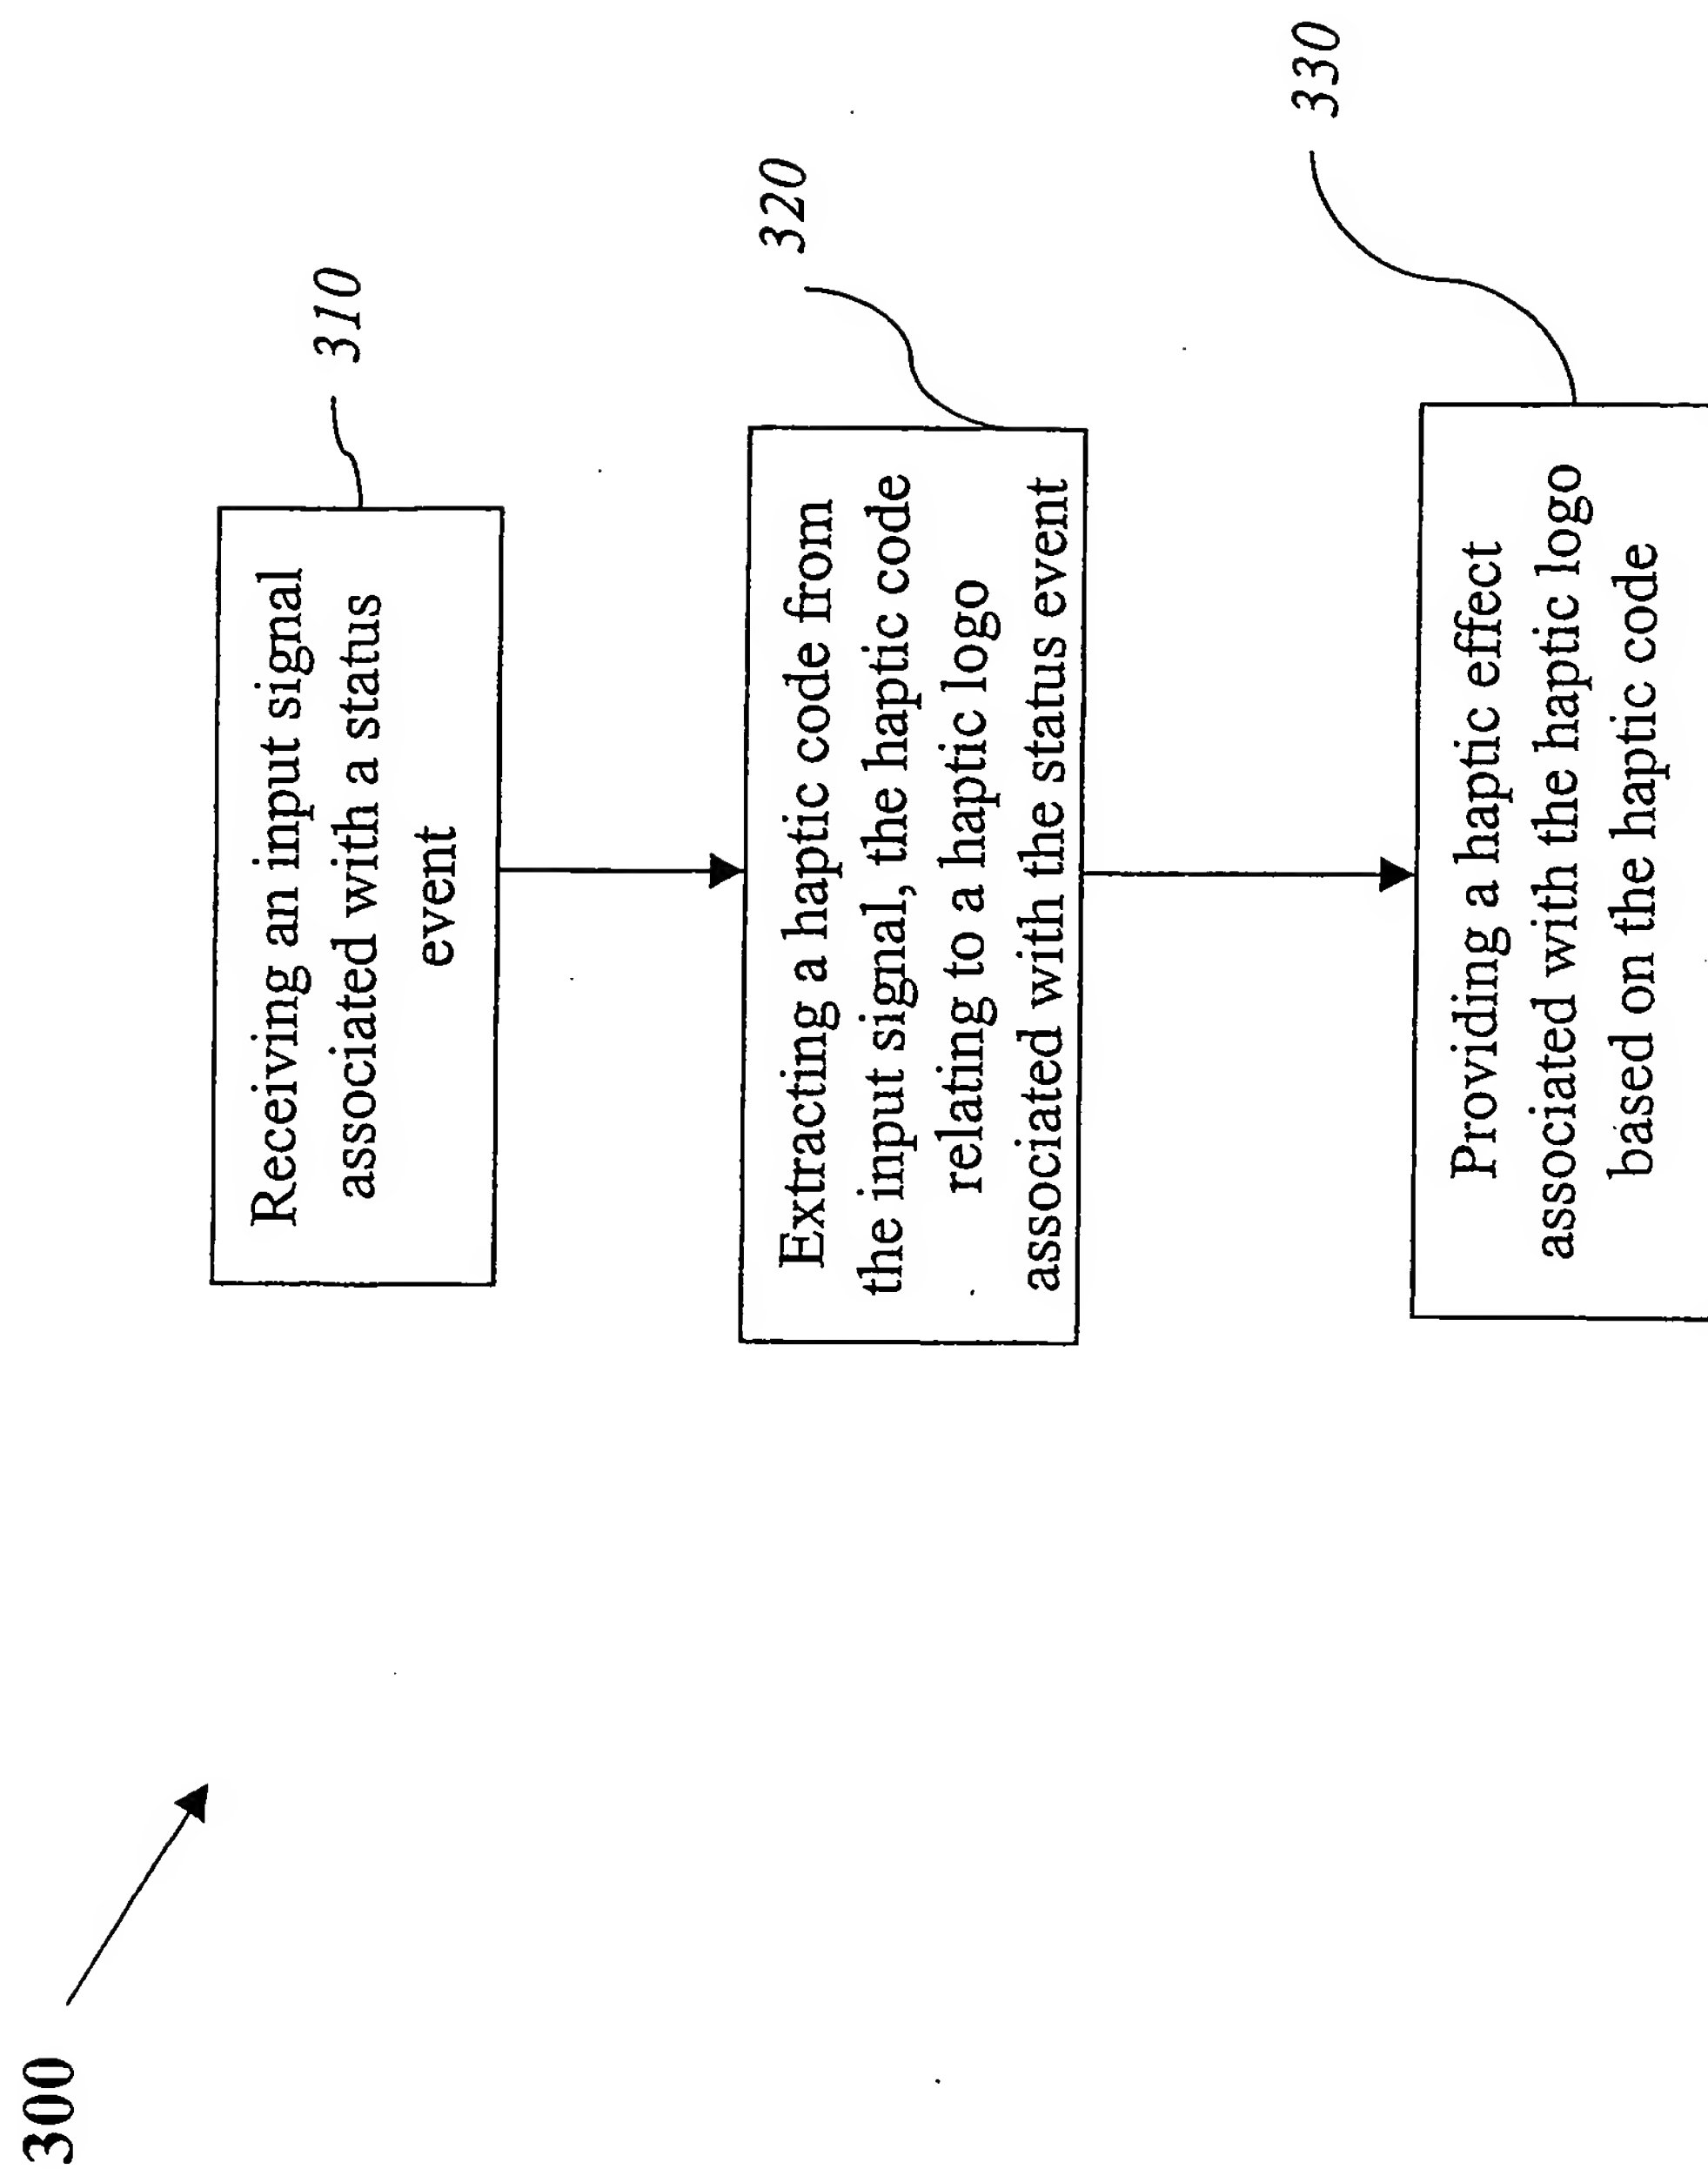 300
Receiving an input signal
associated with a status
event
310
Extracting a haptic code from
the input signal, the haptic code
relating to a haptic logo
associated with the status event
320
Providing a haptic effect
associated with the haptic logo
based on the haptic code
330